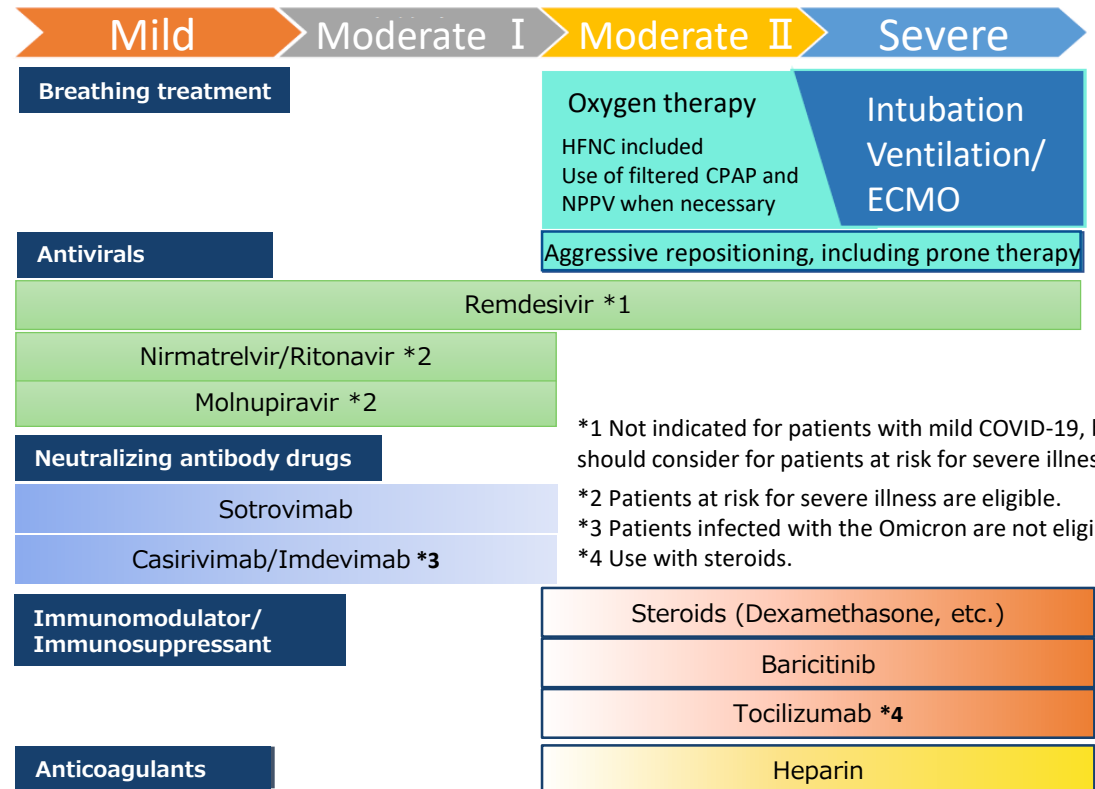 Mild
Moderate Ⅰ
Moderate Ⅱ
Severe
Breathing treatment
Oxygen therapy
HFNC included
Use of filtered CPAP and
NPPV when necessary
Intubation
Ventilation/
ECMO
Aggressive repositioning, including prone therapy
Antivirals
Remdesivir *1
Nirmatrelvir/Ritonavir *2
Molnupiravir *2
*1 Not indicated for patients with mild COVID-19,
should consider for patients at risk for severe
*2 Patients at risk for severe illness are eligible.
*3 Patients infected with the Omicron are not
*4 Use with steroids.
Neutralizing antibody drugs
Sotrovimab
Casirivimab/Imdevimab *3
Immunomodulator/
Immunosuppressant
Steroids (Dexamethasone, etc.)
Baricitinib
Tocilizumab *4
Anticoagulants
Heparin